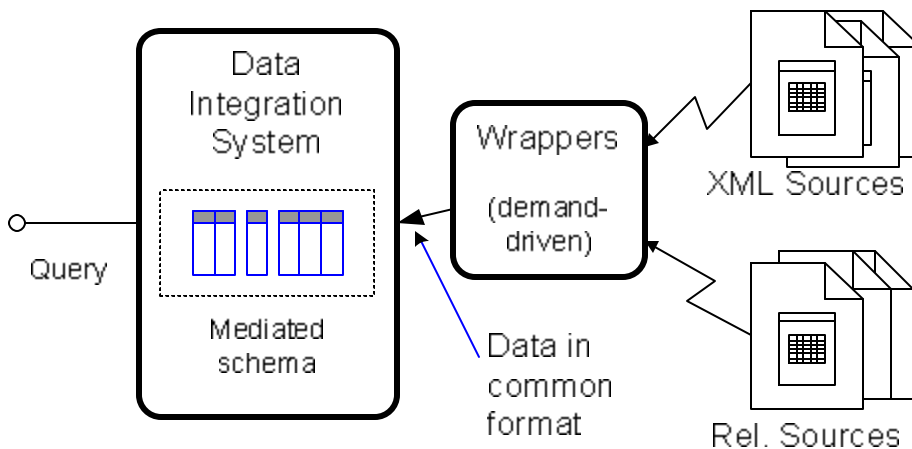 Data
Integration
System
Mediated
schema
Query
Wrappers
(demand-
driven)
Data in
common
format
XML Sources
Rel. Sources